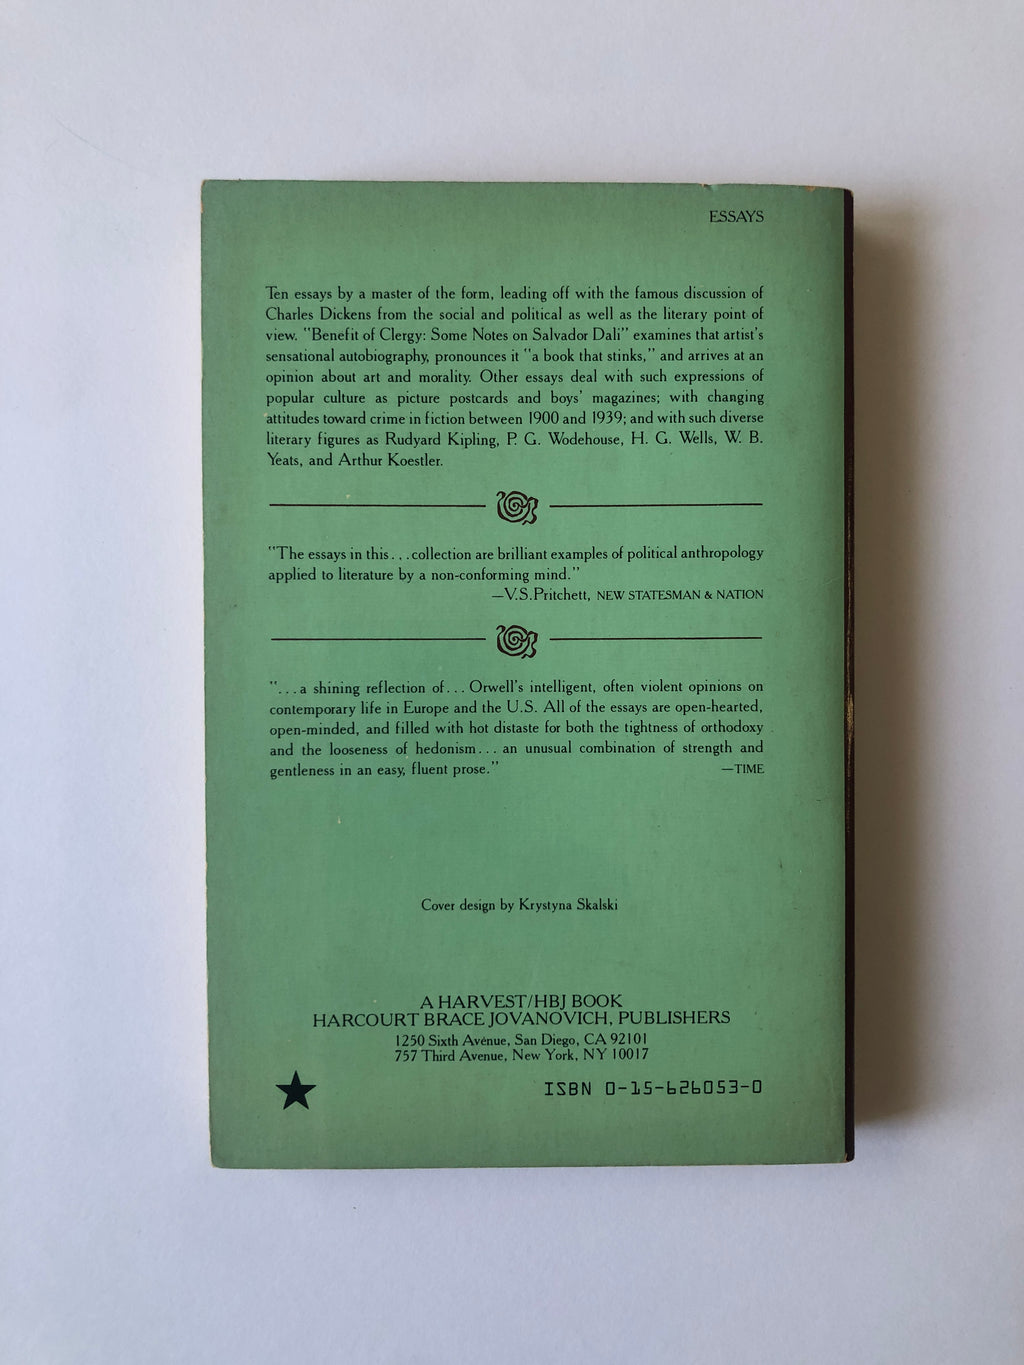 ESSAYS
Ten essays by a master of the form, leading off with the famous discussion of
Charles Dickens from the social and political as well as the literary point of
view. "Benefit of Clergy: Some Notes on Salvador Dali" examines that artist's
sensational autobiography, pronounces it "a book that stinks," and arrives at an
opinion about art and morality. Other essays deal with such expressions of
popular culture as picture postcards and boys' magazines; with changing
attitudes toward crime in fiction between 1900 and 1939; and with such diverse
literary figures as Rudyard Kipling, P. G. Wodehouse, H. G. Wells, W. B.
Yeats, and Arthur Koestler.
"The essays in this...collection are brilliant examples of political anthropology
applied to literature by a non-conforming mind."
—V.S.Pritchett, NEW STATESMAN & NATION
"...a shining reflection of... Orwell's intelligent, often violent opinions on
contemporary life in Europe and the U.S. All of the essays are open-hearted,
open-minded, and filled with hot distaste for both the tightness of orthodoxy
and the looseness of hedonism... an unusual combination of strength and
gentleness in an easy, fluent prose." —TIME
Cover design by Krystyna Skalski
A HARVEST/HBJ BOOK
HARCOURT BRACE JOVANOVICH, PUBLISHERS
1250 Sixth Avenue, San Diego, CA 92101
757 Third Avenue, New York, NY 10017
ISBN 0-15-626053-0